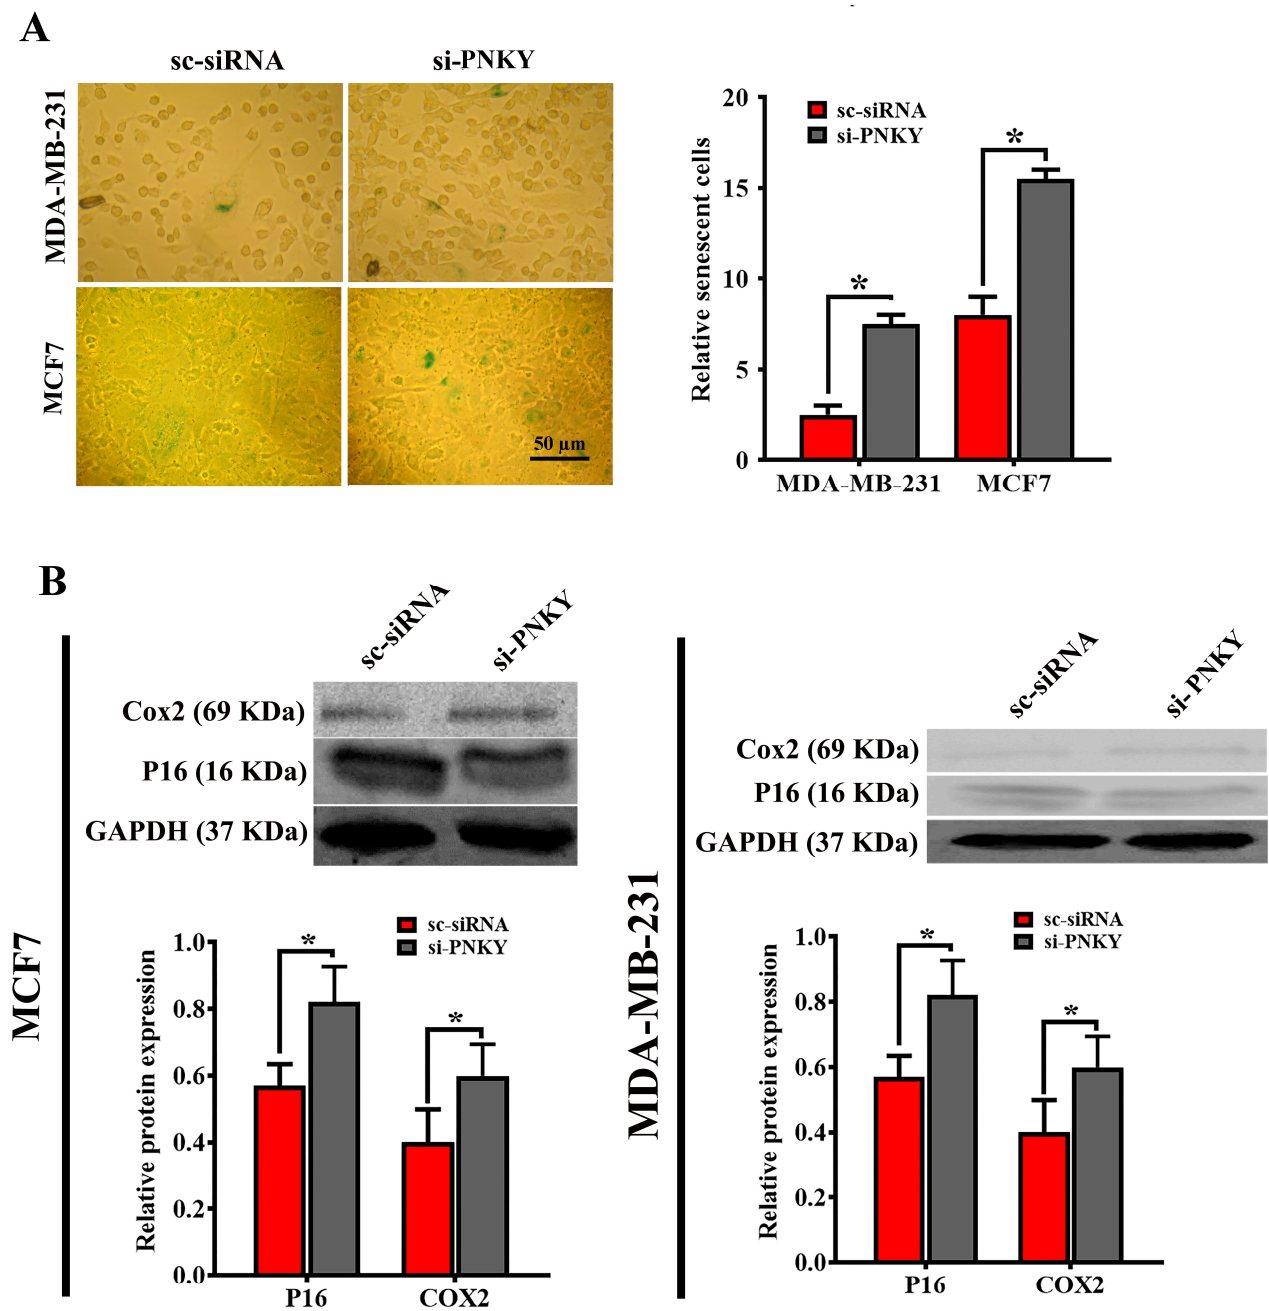 A
sc-siRNA
si-PNKY
MDA-MB-231
MCF7
50 μm
20
15
10
5
0
Relative senescent cells
sc-siRNA
si-PNKY
*
*
MDA-MB-231
MCF7
B
MCF7
sc-siRNA
si-PNKY
Cox2 (69 KDa)
P16 (16 KDa)
GAPDH (37 KDa)
sc-siRNA
si-PNKY
1.0
0.8
0.6
0.4
0.2
0.0
Relative protein expression
*
*
P16
COX2
MDA-MB-231
sc-siRNA
si-PNKY
Cox2 (69 KDa)
P16 (16 KDa)
GAPDH (37 KDa)
sc-siRNA
si-PNKY
1.0
0.8
0.6
0.4
0.2
0.0
Relative protein expression
*
*
P16
COX2